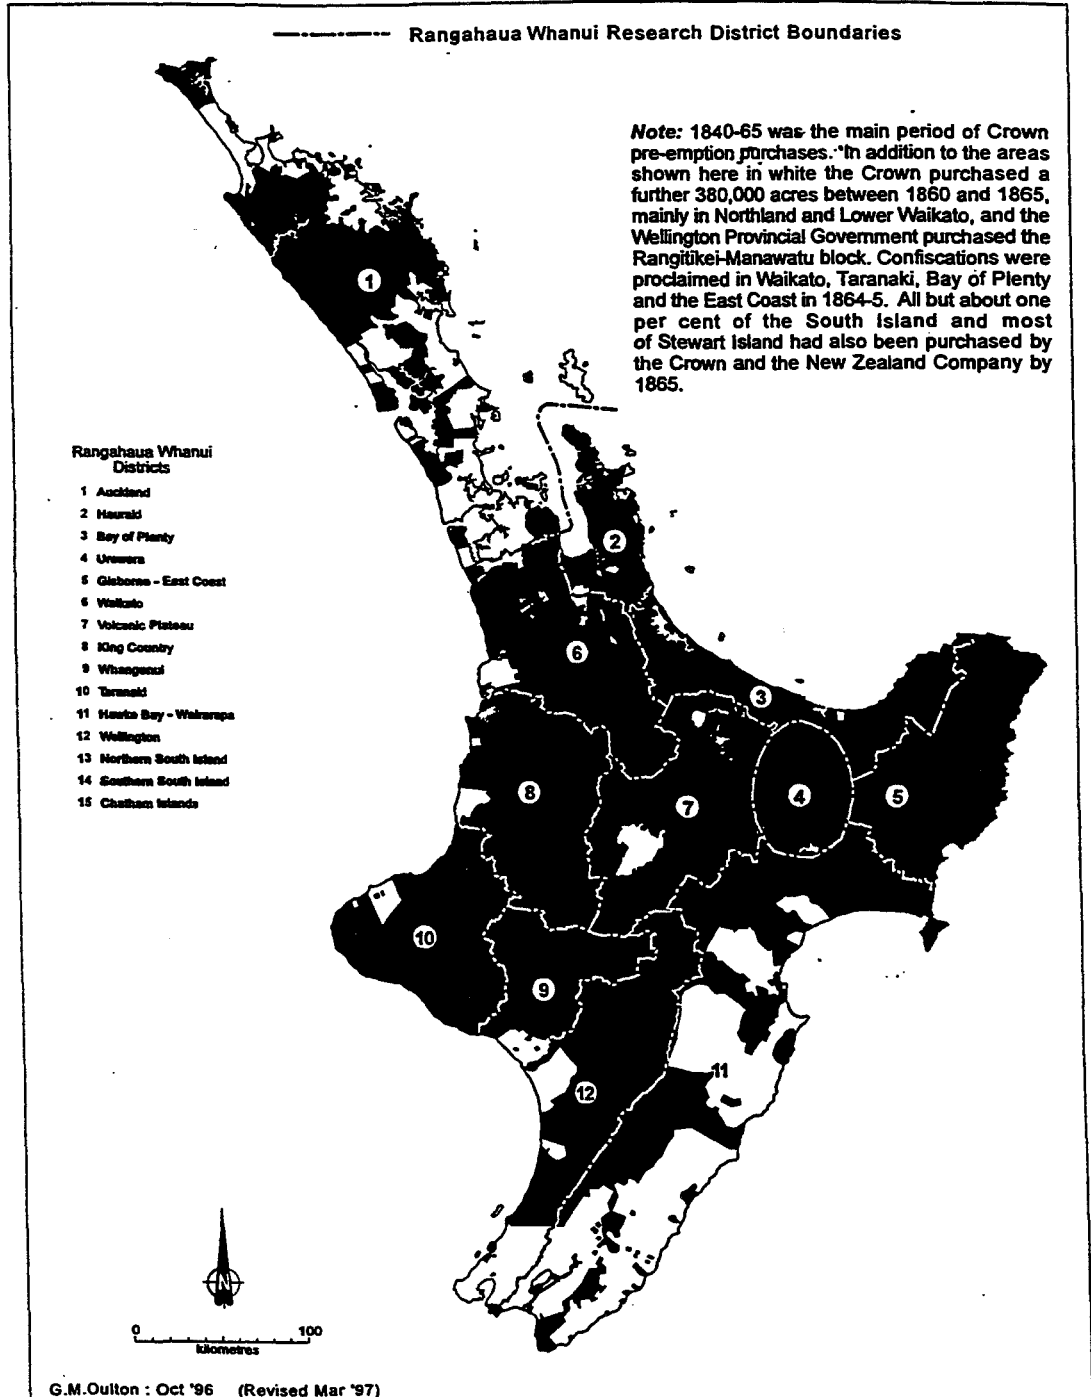 Rangahaua Whanui Research District Boundaries
Note: 1840-65 was the main period of Crown
pre-emption purchases. In addition to the areas
shown here in white the Crown purchased a
further 380,000 acres between 1860 and 1865,
mainly in Northland and Lower Waikato, and the
Wellington Provincial Government purchased the
Rangitikei-Manawatu block. Confiscations were
proclaimed in Waikato, Taranaki, Bay of Plenty
and the East Coast in 1864-5. All but about one
per cent of the South Island and most
of Stewart Island had also been purchased by
the Crown and the New Zealand Company by
1865.
Rangahaua Whanui
Districts
1 Auckland
2 Hauraki
3 Bay of Plenty
4 Urewera
5 Gisborne - East Coast
6 Waikato
7 Volcanic Plateau
8 King Country
9 Whanganui
10 Taranaki
11 Hawke Bay - Wairarapa
12 Wellington
13 Northern South Island
14 Southern South Island
15 Chatham Islands
1
2
6
3
8
7
4
5
10
9
11
12
N
0 100
kilometres
G.M.Oulton : Oct '96 (Revised Mar '97)